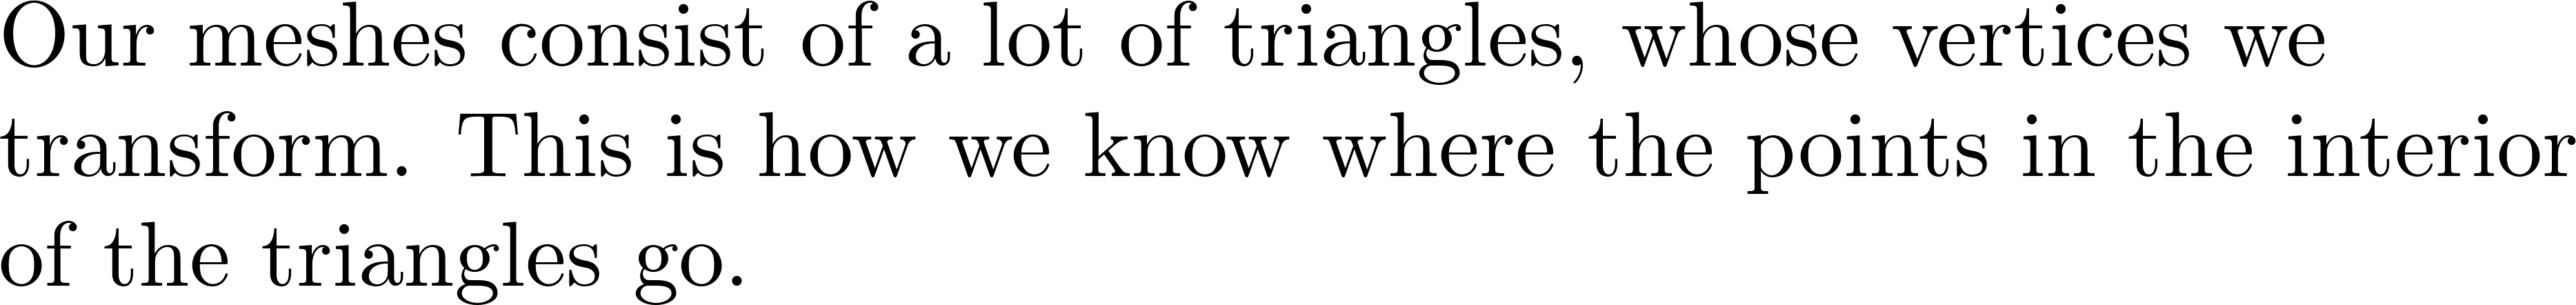 Our meshes consist of a lot of triangles, whose vertices we
transform. This is how we know where the points in the interior
of the triangles go.